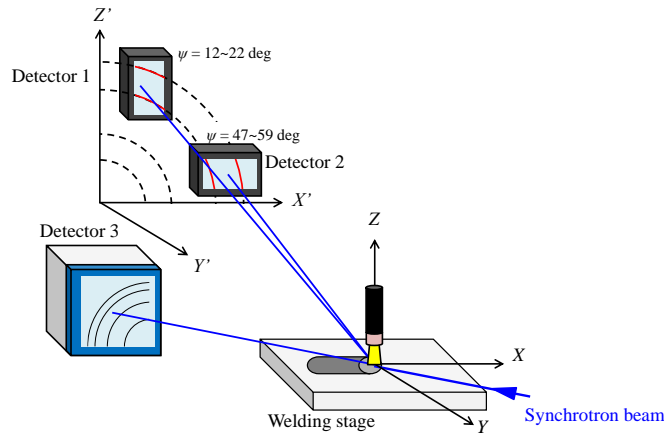 Z’
ψ = 12~22 deg
Detector 1
ψ = 47~59 deg
Detector 2
X’
Z
Detector 3
Y’
X
Synchrotron beam
Welding stage
Y